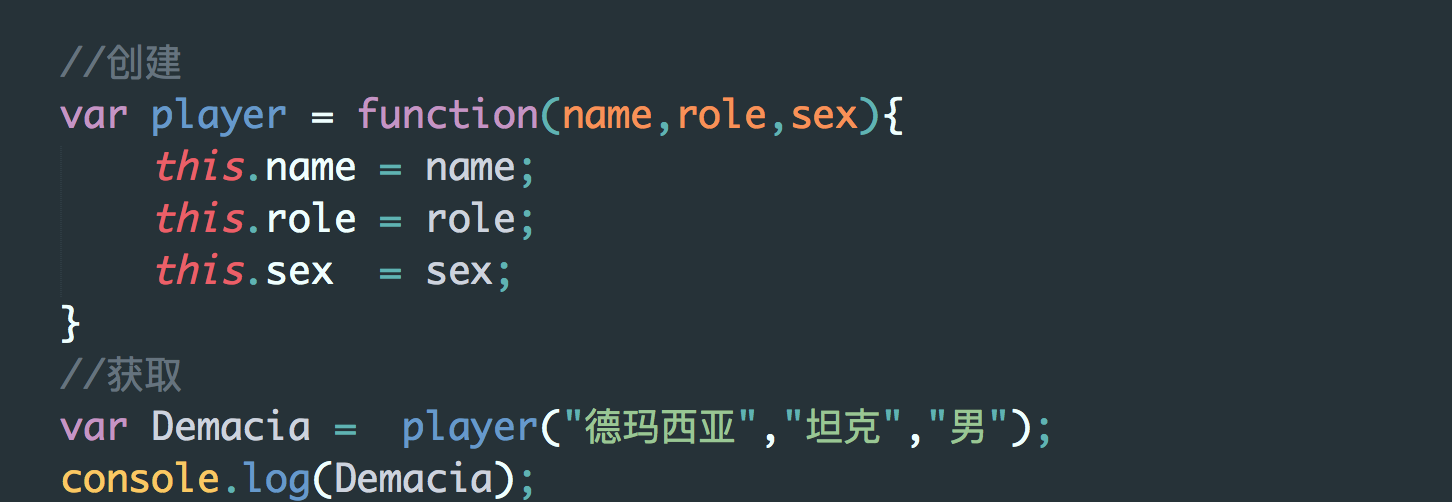 //创建
var player = function(name,role,sex){
    this.name = name;
    this.role = role;
    this.sex  = sex;
}
//获取
var Demacia =  player("德玛西亚","坦克","男");
console.log(Demacia);